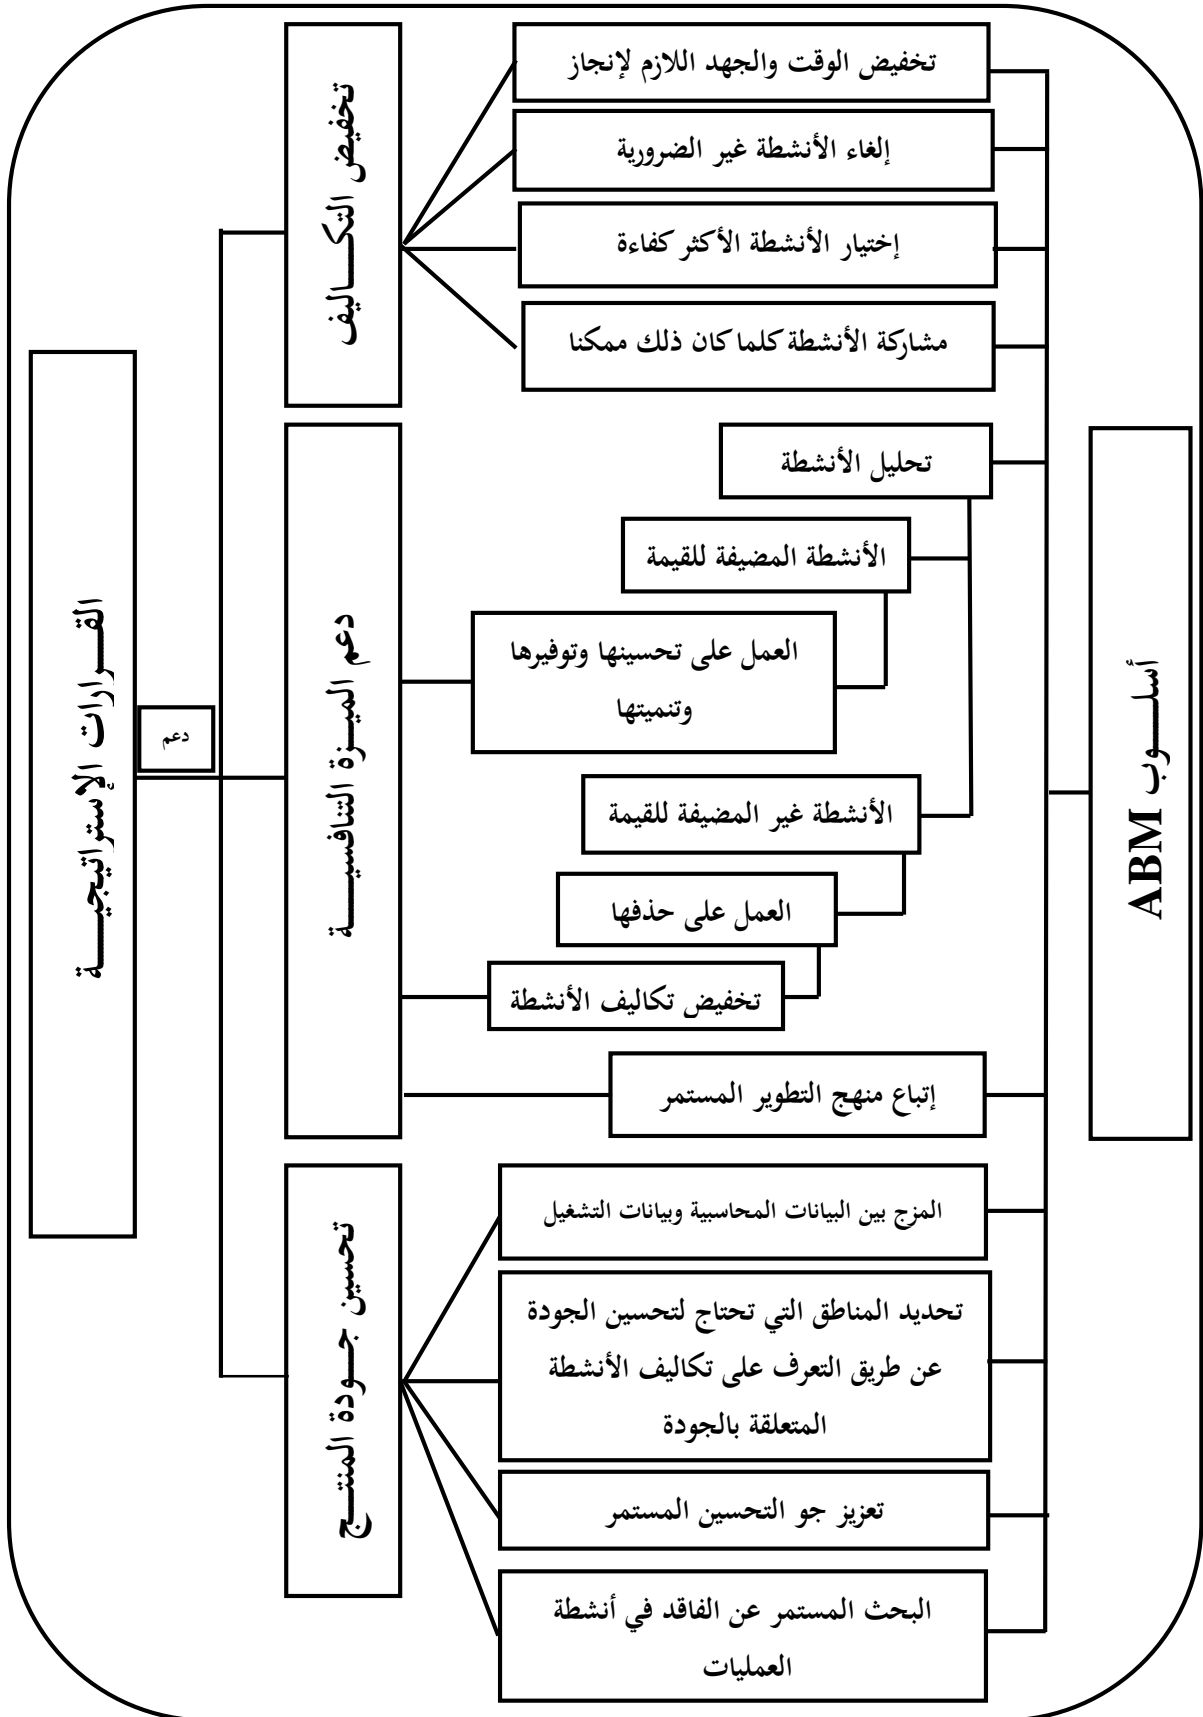 أسلوب ABM
تخفيض الوقت والجهد اللازم لإنجاز
إلغاء الأنشطة غير الضرورية
إختيار الأنشطة الأكثر كفاءة
مشاركة الأنشطة كلما كان ذلك ممكنا
تحليل الأنشطة
الأنشطة المضيفة للقيمة
العمل على تحسينها وتوفيرها
وتنميتها
الأنشطة غير المضيفة للقيمة
العمل على حذفها
تخفيض تكاليف الأنشطة
إتباع منهج التطوير المستمر
المزج بين البيانات المحاسبية وبيانات التشغيل
تحديد المناطق التي تحتاج لتحسين الجودة
عن طريق التعرف على تكاليف الأنشطة
المتعلقة بالجودة
تعزيز جو التحسين المستمر
البحث المستمر عن الفاقد في أنشطة
العمليات
تخفيض التكـــاليف
دعم الميـــزة التنافسيـــة
تحسين جـــودة المنتـــج
دعم
القـــرارات الإستراتيجيـــة